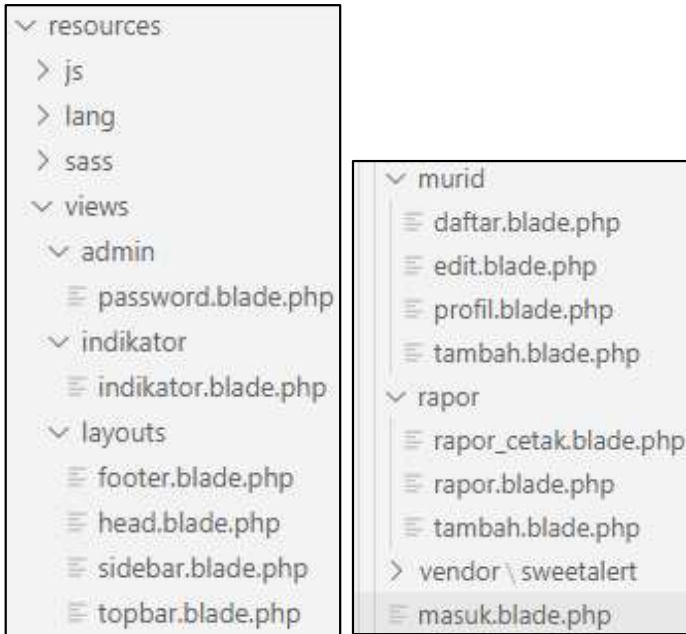 resources
js
lang
sass
views
admin
password.blade.php
indikator
indikator.blade.php
layouts
footer.blade.php
head.blade.php
sidebar.blade.php
topbar.blade.php
murid
daftar.blade.php
edit.blade.php
profil.blade.php
tambah.blade.php
rapor
rapor_cetak.blade.php
rapor.blade.php
tambah.blade.php
vendor \ sweetalert
masuk.blade.php